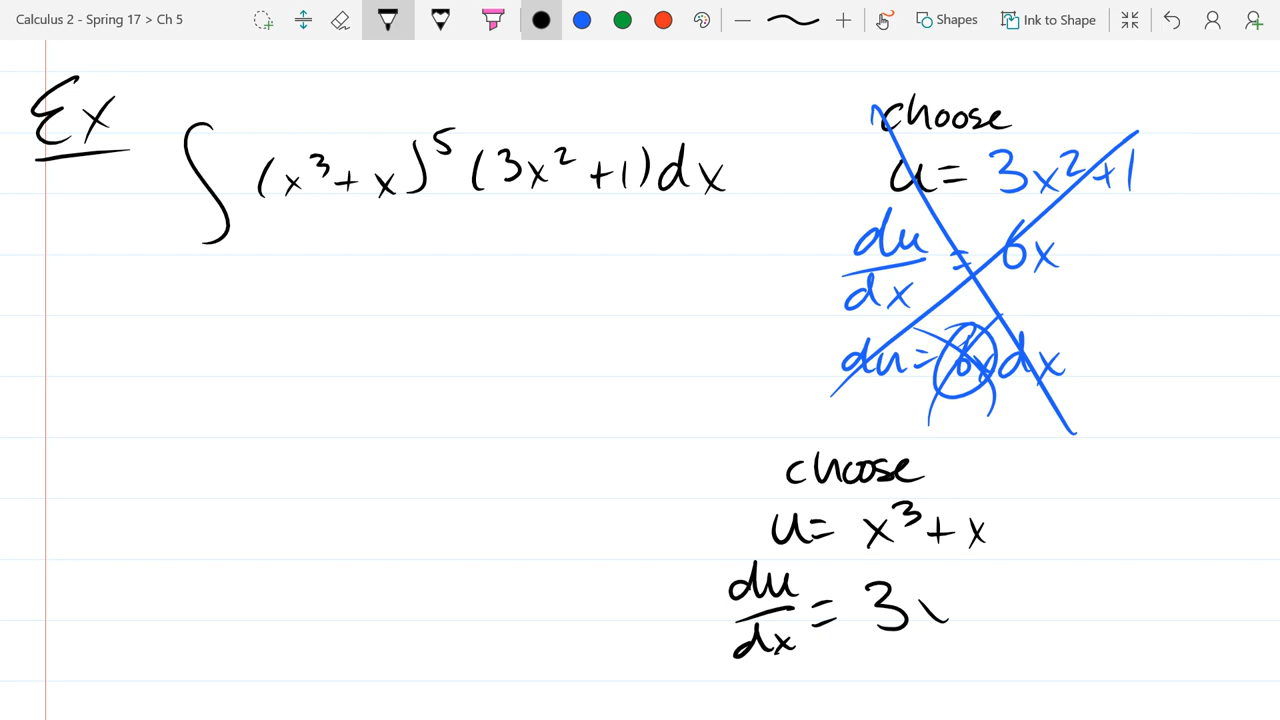 Calculus 2 - Spring 17 > Ch 5
Shapes
Ink to Shape
Ex
∫ (x³ + x)⁵ (3x² + 1) dx
choose
u = 3x² + 1
du/dx = 6x
du = 6x dx
choose
u = x³ + x
du/dx = 3